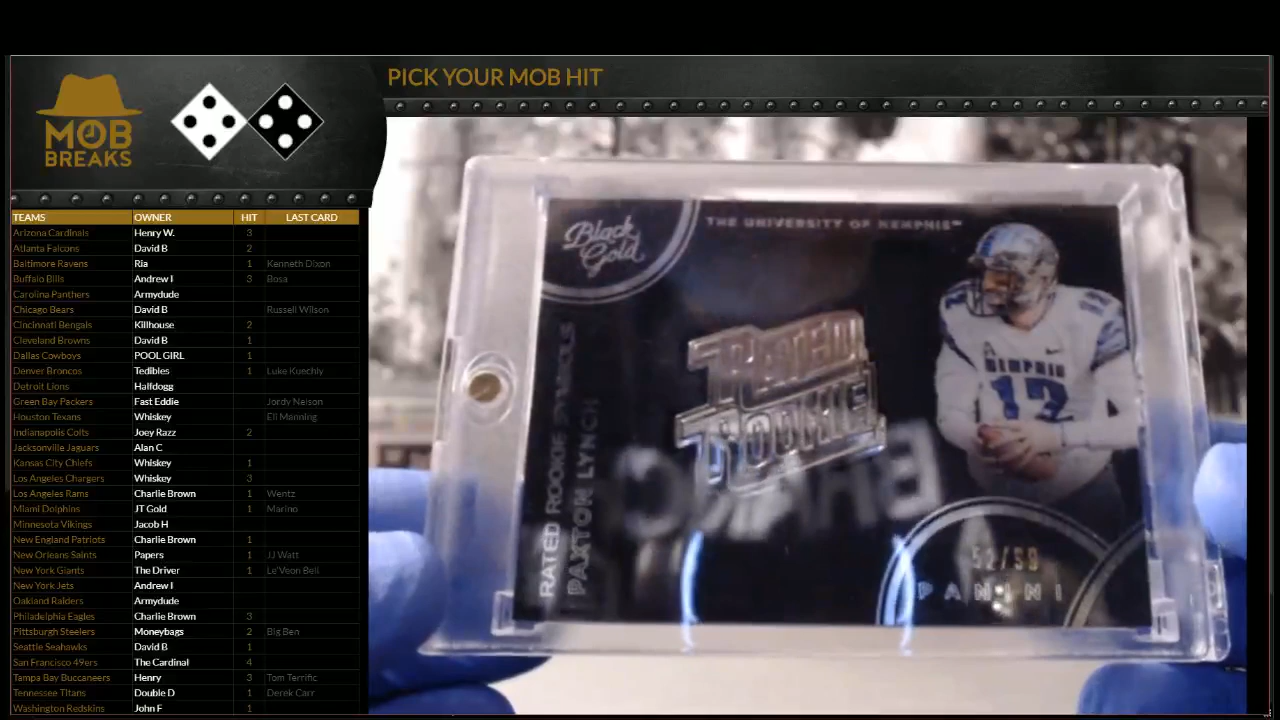 PICK YOUR MOB HIT
MOB
BREAKS
TEAMS OWNER HIT LAST CARD
Arizona Cardinals Henry W. 3
Atlanta Falcons David B 2
Baltimore Ravens Ria 1 Kenneth Dixon
Buffalo Bills Andrew I 3 Bosa
Carolina Panthers Armydude
Chicago Bears David B Russell Wilson
Cincinnati Bengals Killhouse 2
Cleveland Browns David B 1
Dallas Cowboys POOL GIRL 1
Denver Broncos Tedibles 1 Luke Kuechly
Detroit Lions Halfdogg
Green Bay Packers Fast Eddie Jordy Nelson
Houston Texans Whiskey Eli Manning
Indianapolis Colts Joey Razz 2
Jacksonville Jaguars Alan C
Kansas City Chiefs Whiskey 1
Los Angeles Chargers Whiskey 3
Los Angeles Rams Charlie Brown 1 Wentz
Miami Dolphins JT Gold 1 Marino
Minnesota Vikings Jacob H
New England Patriots Charlie Brown 1
New Orleans Saints Papers 1 JJ Watt
New York Giants The Driver 1 Le'Veon Bell
New York Jets Andrew I
Oakland Raiders Armydude
Philadelphia Eagles Charlie Brown 3
Pittsburgh Steelers Moneybags 2 Big Ben
Seattle Seahawks David B 1
San Francisco 49ers The Cardinal 4
Tampa Bay Buccaneers Henry 3 Tom Terrific
Tennessee Titans Double D 1 Derek Carr
Washington Redskins John F 1
Black
Gold
THE UNIVERSITY OF MEMPHIS™
RATED
ROOKIE
RATED ROOKIE SYMBOLS
PAXTON LYNCH
12
MEMPHIS
12
52/99
PANINI